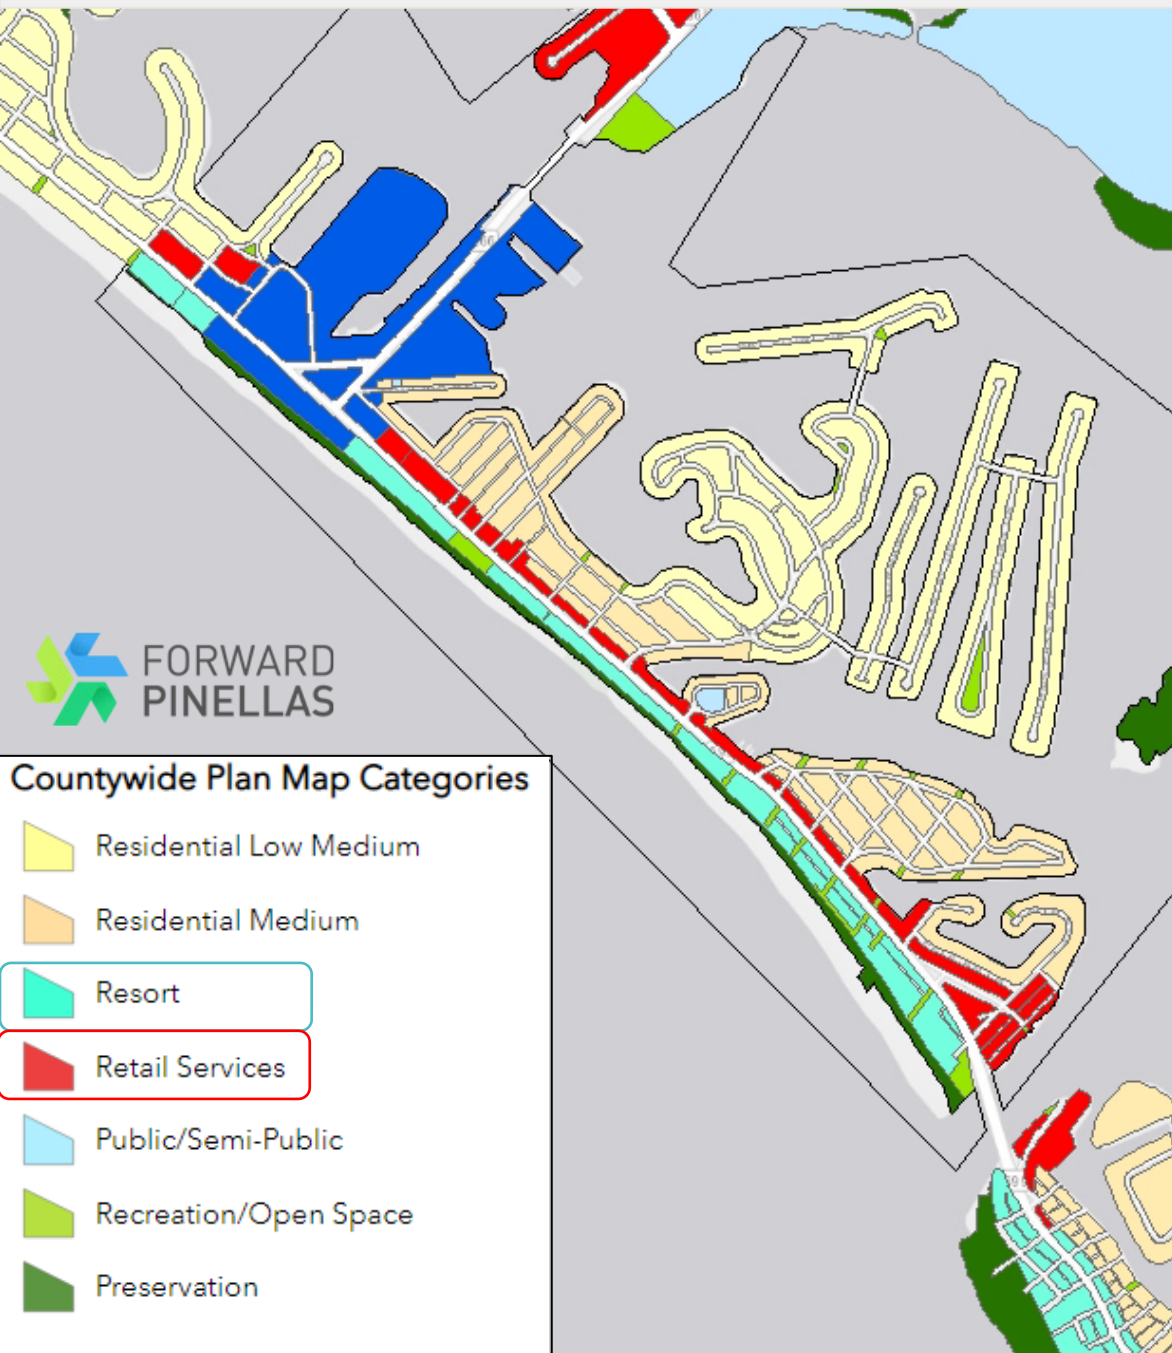 66
FORWARD
PINELLAS
Countywide Plan Map Categories
Residential Low Medium
Residential Medium
Resort
Retail Services
Public/Semi-Public
Recreation/Open Space
Preservation